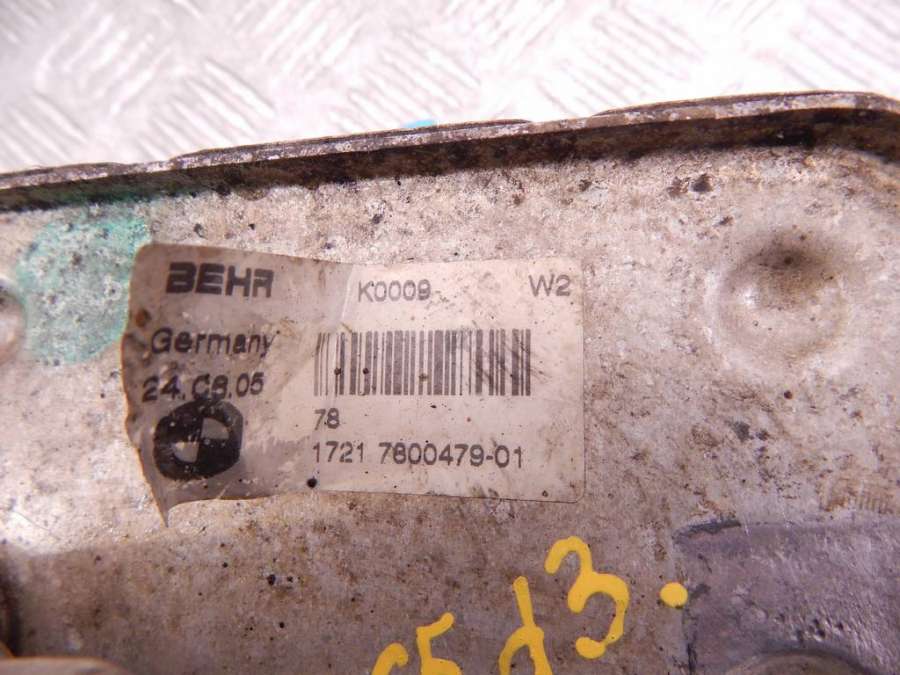 BEHR
K0009-
W2
Germany
24.08.05
78
1721 7800479-01